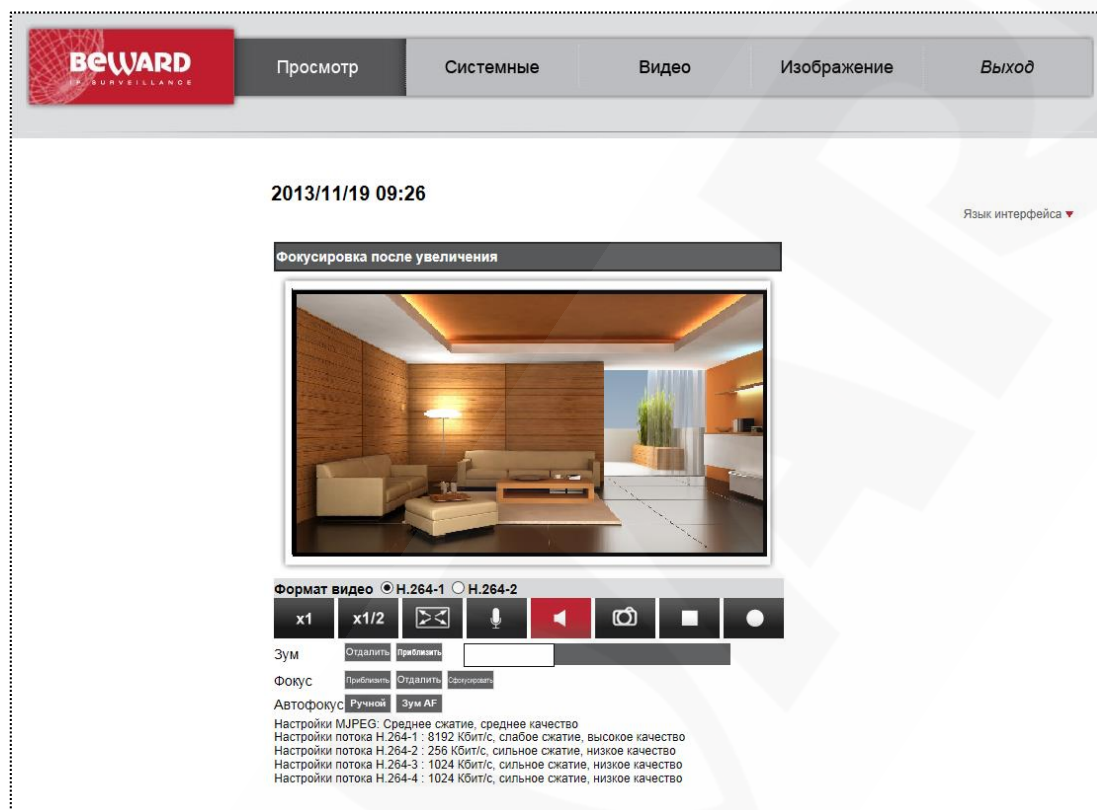 BEWARD
IP SURVEILLANCE
Просмотр Системные Видео Изображение Выход
2013/11/19 09:26
Язык интерфейса
Фокусировка после увеличения
Формат видео H.264-1 H.264-2
x1 x1/2
Зум Отдалить Приблизить
Фокус Приблизить Отдалить Сфокусировать
Автофокус Ручной Зум AF
Настройки MJPEG: Среднее сжатие, среднее качество
Настройки потока H.264-1 : 8192 Кбит/с, слабое сжатие, высокое качество
Настройки потока H.264-2 : 256 Кбит/с, сильное сжатие, низкое качество
Настройки потока H.264-3 : 1024 Кбит/с, сильное сжатие, низкое качество
Настройки потока H.264-4 : 1024 Кбит/с, сильное сжатие, низкое качество